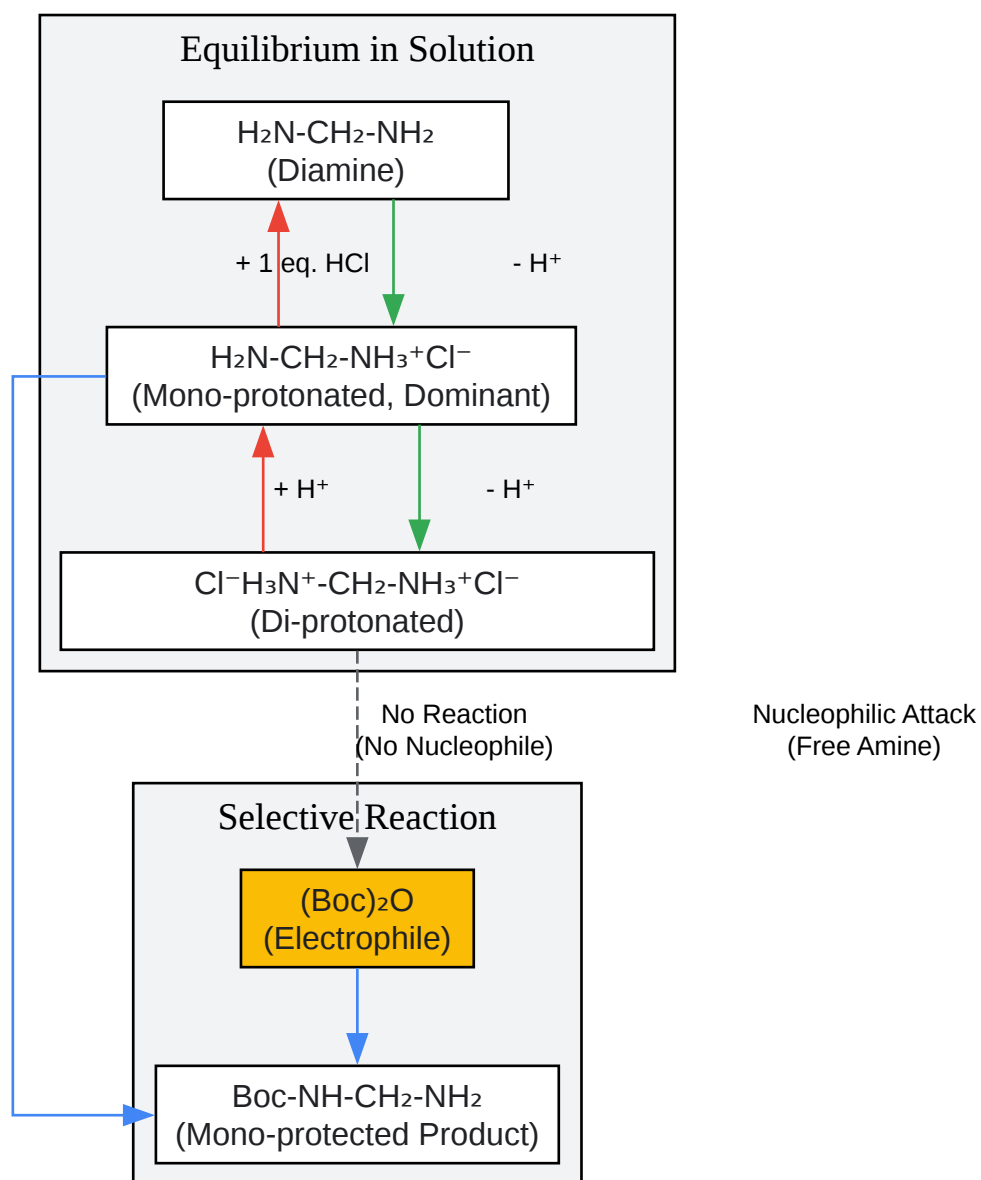 Equilibrium in Solution
H₂N-CH₂-NH₂
(Diamine)
+ 1 eq. HCl
- H⁺
H₂N-CH₂-NH₃⁺Cl⁻
(Mono-protonated, Dominant)
+ H⁺
- H⁺
Cl⁻H₃N⁺-CH₂-NH₃⁺Cl⁻
(Di-protonated)
No Reaction
(No Nucleophile)
Nucleophilic Attack
(Free Amine)
Selective Reaction
(Boc)₂O
(Electrophile)
Boc-NH-CH₂-NH₂
(Mono-protected Product)